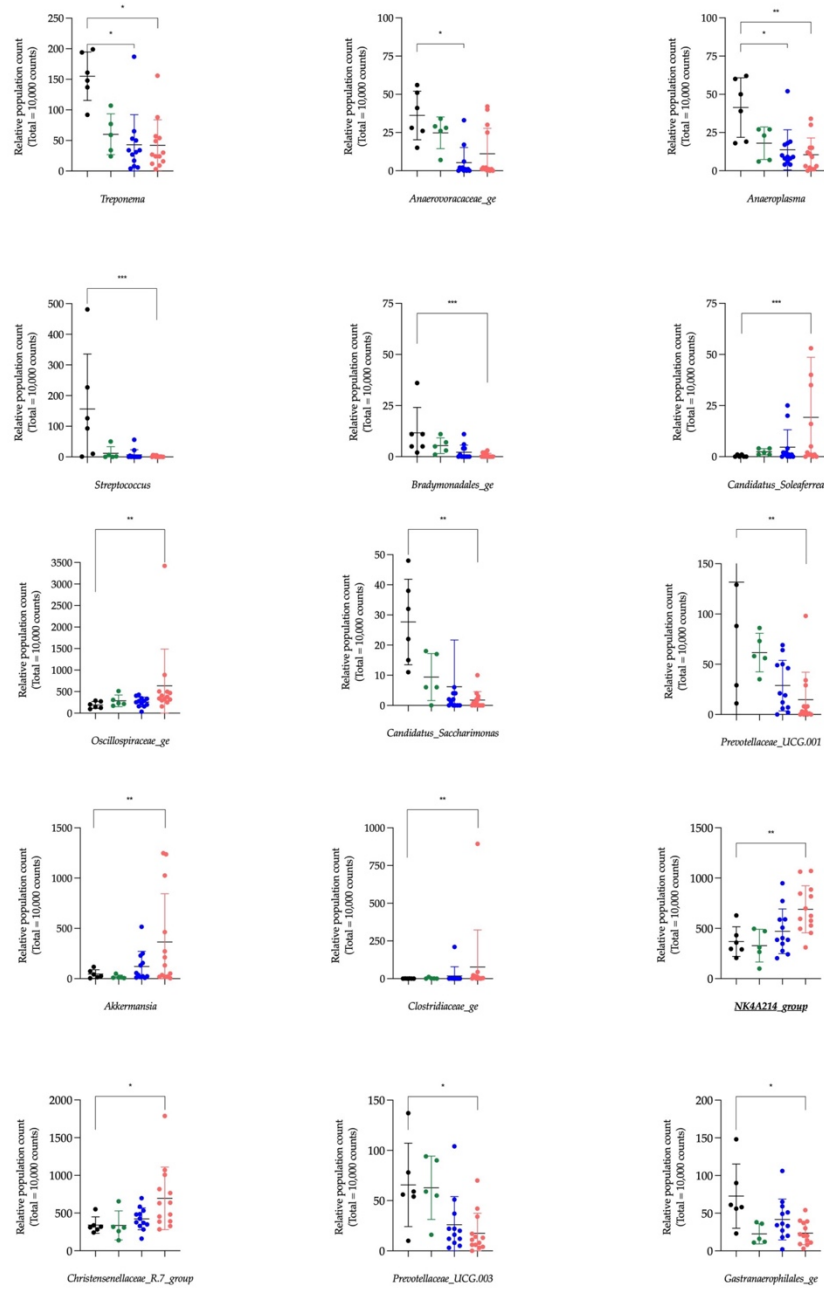 *
*
Relative population count
(Total = 10,000 counts)
250
200
150
100
50
0
Treponema
*
Relative population count
(Total = 10,000 counts)
100
75
50
25
0
Anaerovoracaceae_ge
**
*
Relative population count
(Total = 10,000 counts)
100
75
50
25
0
Anaeroplasma
***
Relative population count
(Total = 10,000 counts)
500
400
300
200
100
0
Streptococcus
***
Relative population count
(Total = 10,000 counts)
75
50
25
0
Bradymonadales_ge
***
Relative population count
(Total = 10,000 counts)
75
50
25
0
Candidatus_Soleaferrea
**
Relative population count
(Total = 10,000 counts)
3500
3000
2500
2000
1500
1000
500
0
Oscillospiraceae_ge
**
Relative population count
(Total = 10,000 counts)
50
40
30
20
10
0
Candidatus_Saccharimonas
**
Relative population count
(Total = 10,000 counts)
150
100
50
0
Prevotellaceae_UCG.001
**
Relative population count
(Total = 10,000 counts)
1500
1000
500
0
Akkermansia
**
Relative population count
(Total = 10,000 counts)
1000
750
500
250
0
Clostridiaceae_ge
**
Relative population count
(Total = 10,000 counts)
1500
1000
500
0
NK4A214_group
*
Relative population count
(Total = 10,000 counts)
2000
1500
1000
500
0
Christensenellaceae_R.7_group
*
Relative population count
(Total = 10,000 counts)
150
100
50
0
Prevotellaceae_UCG.003
*
Relative population count
(Total = 10,000 counts)
200
150
100
50
0
Gastranaerophilales_ge